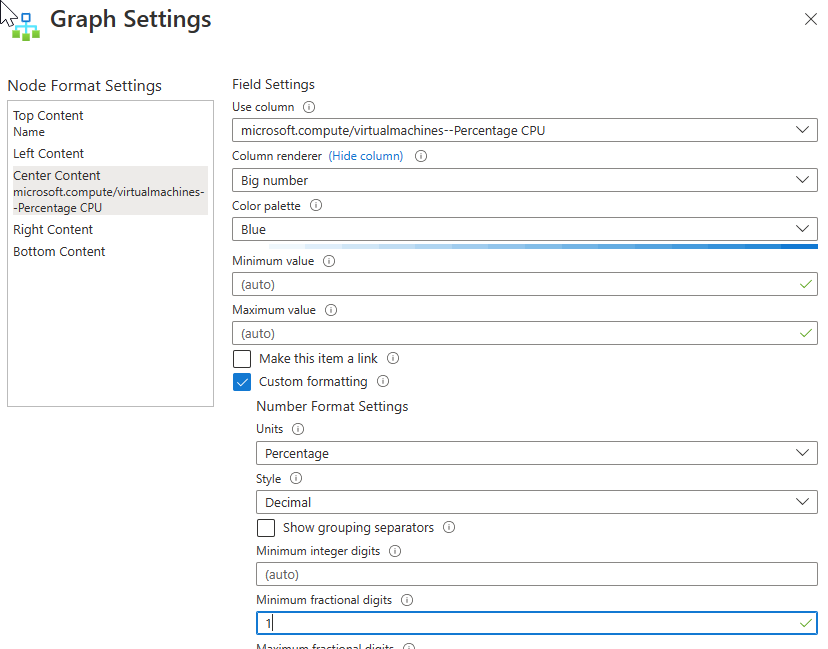 Graph Settings
Node Format Settings
Top Content
Name
Left Content
Center Content
microsoft.compute/virtualmachines-
-Percentage CPU
Right Content
Bottom Content
Field Settings
Use column
microsoft.compute/virtualmachines--Percentage CPU
Column renderer (Hide column)
Big number
Color palette
Blue
Minimum value
(auto)
Maximum value
(auto)
Make this item a link
Custom formatting
Number Format Settings
Units
Percentage
Style
Decimal
Show grouping separators
Minimum integer digits
(auto)
Minimum fractional digits
1
Maximum fractional digits